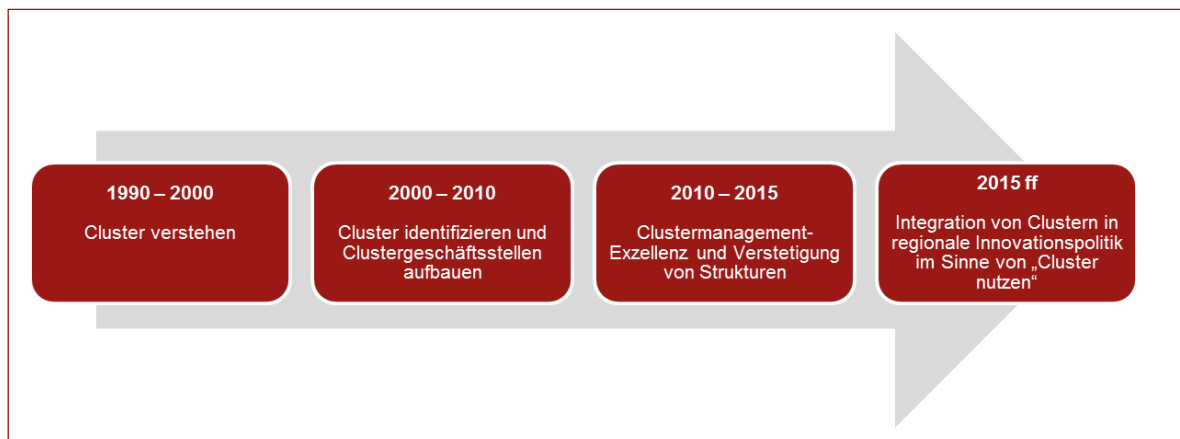 1990 – 2000
Cluster verstehen
2000 – 2010
Cluster identifizieren und
Clustergeschäftsstellen
aufbauen
2010 – 2015
Clustermanagement-
Exzellenz und Verstetigung
von Strukturen
2015 ff
Integration von Clustern in
regionale Innovationspolitik
im Sinne von „Cluster
nutzen“